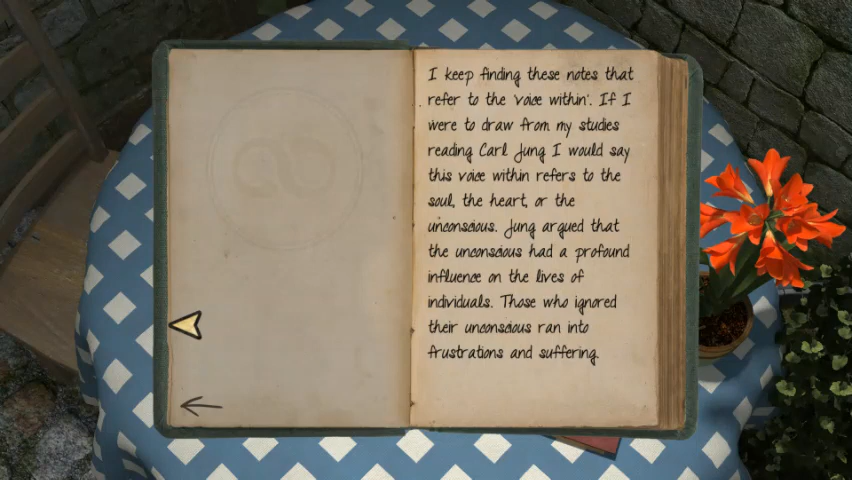 I keep finding these notes that
refer to the 'voice within'. If I
were to draw from my studies
reading Carl Jung I would say
this voice within refers to the
soul, the heart, or the
unconscious. Jung argued that
the unconscious had a profound
influence on the lives of
individuals. Those who ignored
their unconscious ran into
frustrations and suffering.